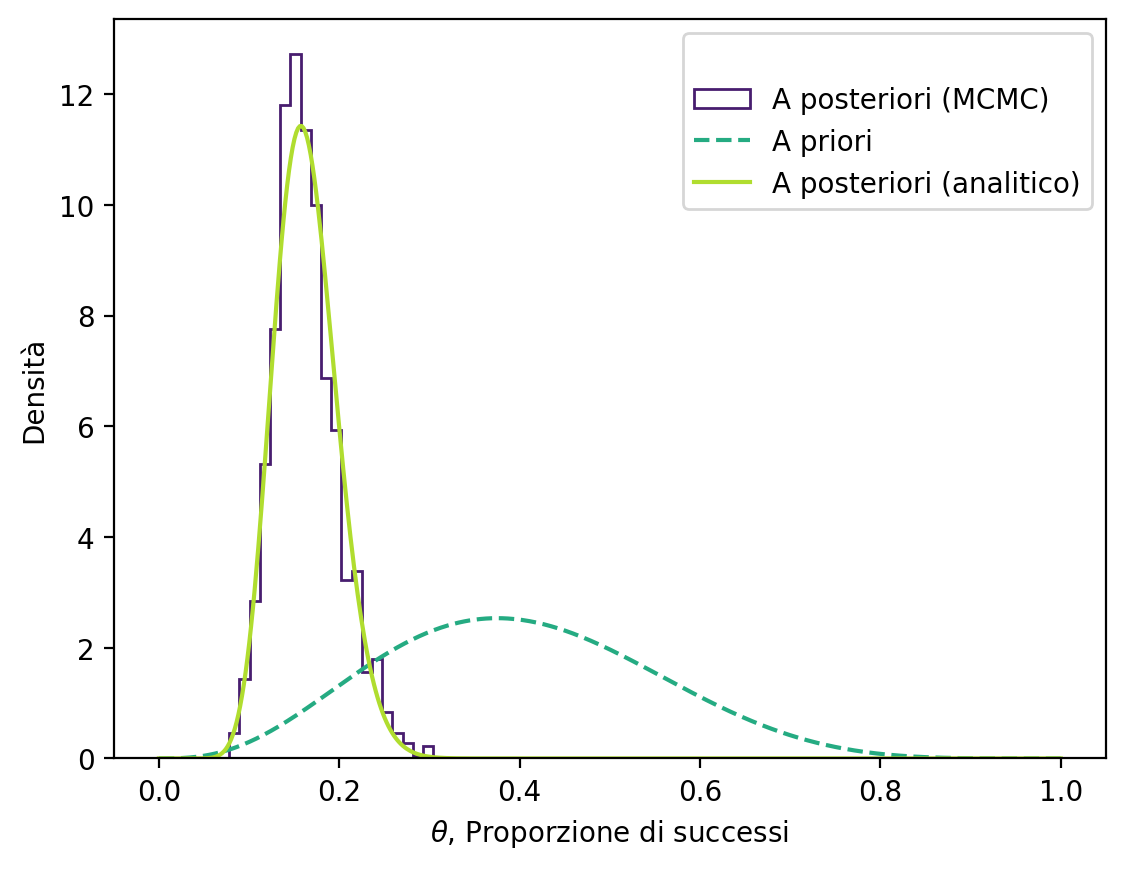 12
10
8
6
4
2
0
Densità
A posteriori (MCMC)
A priori
A posteriori (analitico)
0.0 0.2 0.4 0.6 0.8 1.0
θ, Proporzione di successi